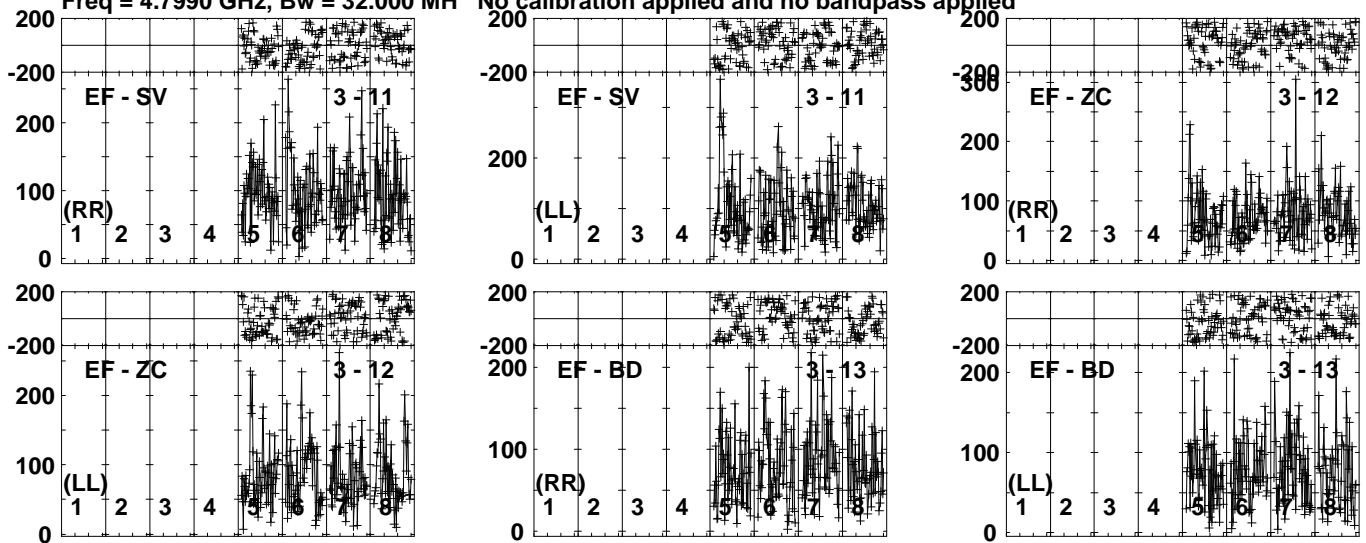 Freq = 4.7990 GHz, Bw = 32.000 MH No calibration applied and no bandpass applied
200
-200
EF - SV 3 - 11
200
100
0
(RR)
1 2 3 4 5 6 7 8
200
-200
EF - SV 3 - 11
200
0
(LL)
1 2 3 4 5 6 7 8
200
-200
300
EF - ZC 3 - 12
200
100
0
(RR)
1 2 3 4 5 6 7 8
200
-200
EF - ZC 3 - 12
200
100
0
(LL)
1 2 3 4 5 6 7 8
200
-200
EF - BD 3 - 13
200
100
0
(RR)
1 2 3 4 5 6 7 8
200
-200
EF - BD 3 - 13
200
100
0
(LL)
1 2 3 4 5 6 7 8